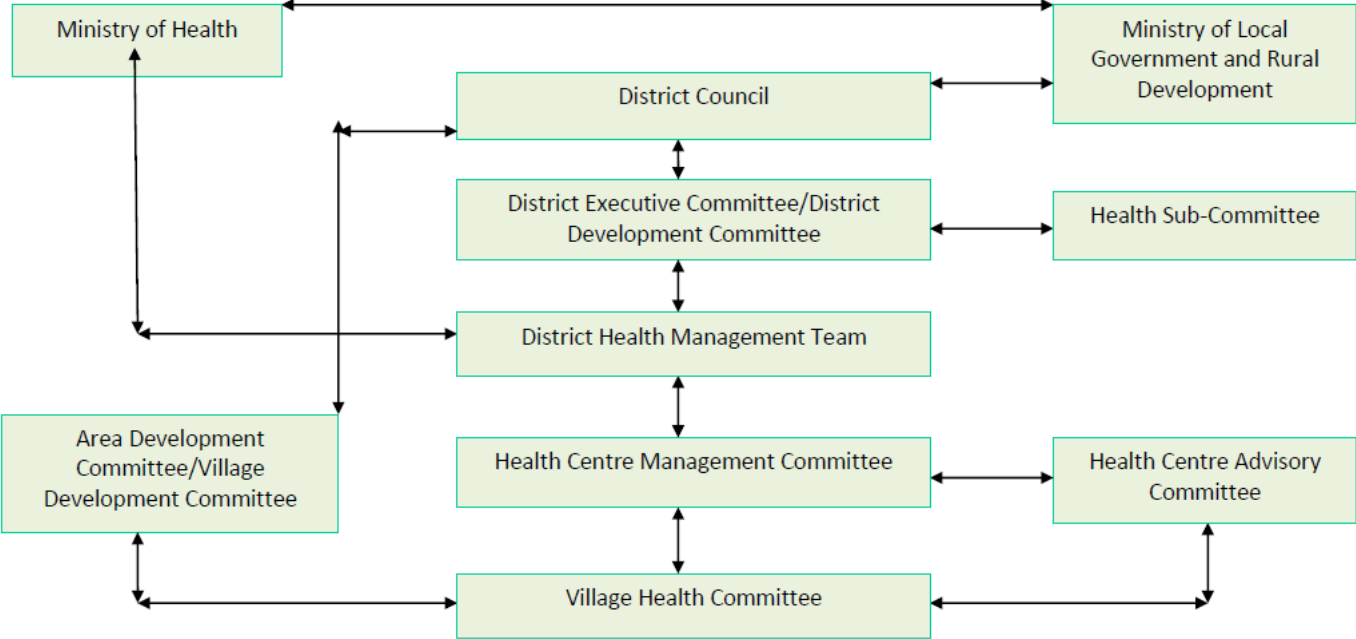 Ministry of Health
Ministry of Local
Government and Rural
Development
District Council
District Executive Committee/District
Development Committee
Health Sub-Committee
District Health Management Team
Area Development
Committee/Village
Development Committee
Health Centre Management Committee
Health Centre Advisory
Committee
Village Health Committee